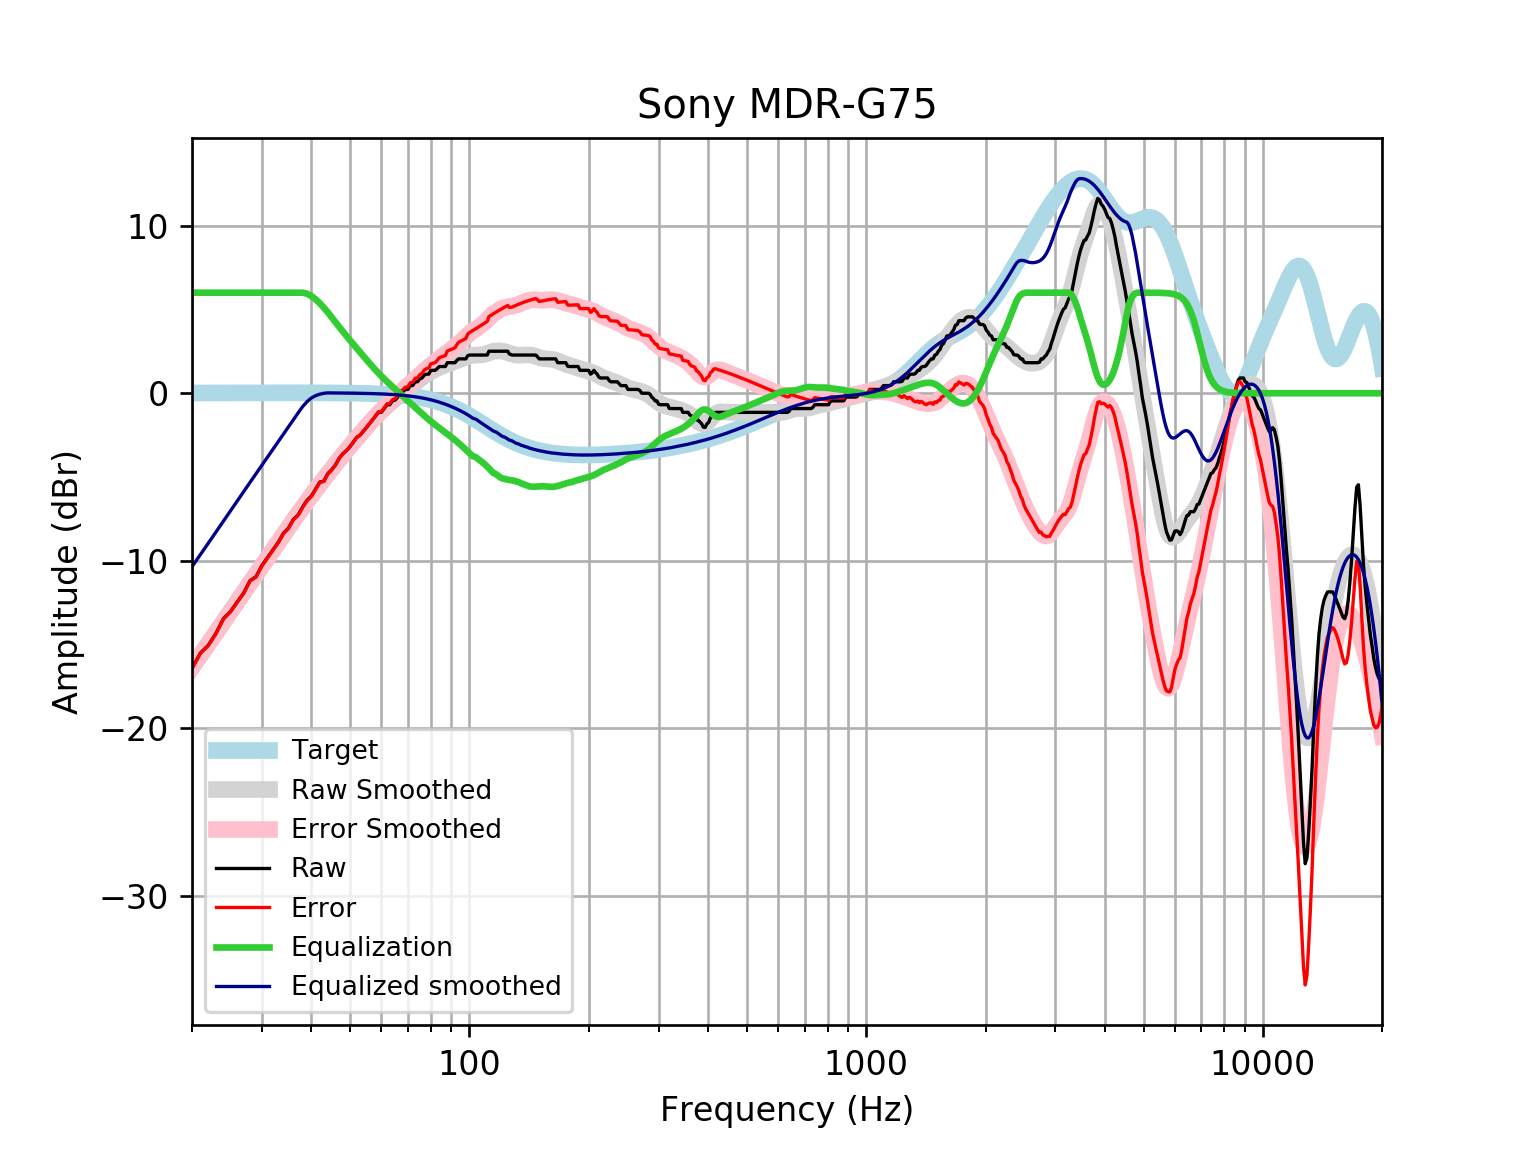 Sony MDR-G75
10
0
−10
−20
−30
Amplitude (dBr)
Target
Raw Smoothed
Error Smoothed
Raw
Error
Equalization
Equalized smoothed
100
1000
10000
Frequency (Hz)